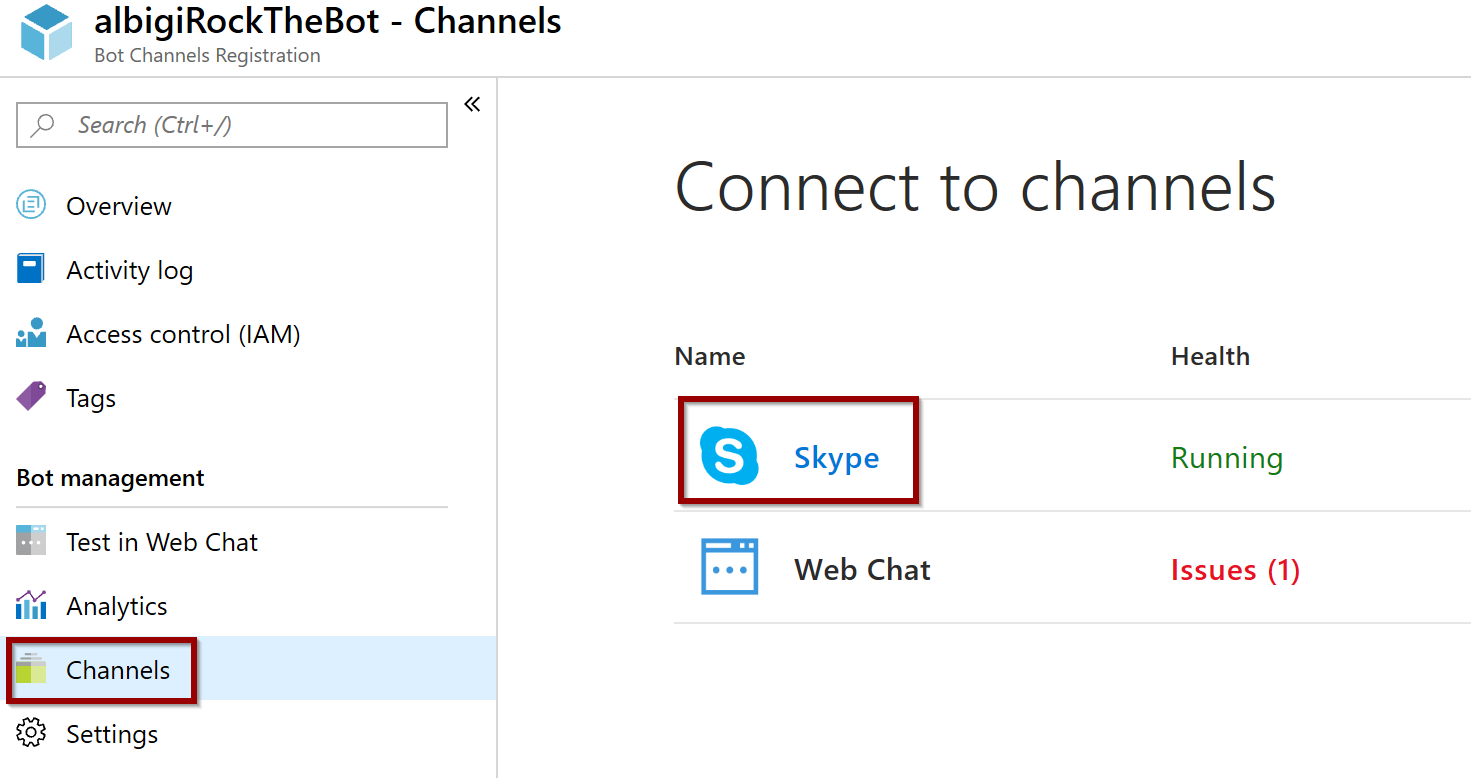 albigiRockTheBot - Channels
Bot Channels Registration
Search (Ctrl+/)
Overview
Activity log
Access control (IAM)
Tags
Bot management
Test in Web Chat
Analytics
Channels
Settings
Connect to channels
Name Health
Skype Running
Web Chat Issues (1)